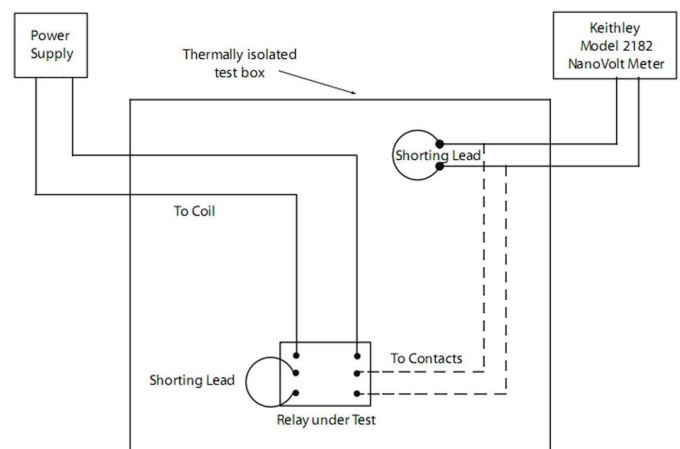 Power
Supply
Thermally isolated
test box
Keithley
Model 2182
NanoVolt Meter
Shorting Lead
To Coil
To Contacts
Shorting Lead
Relay under Test